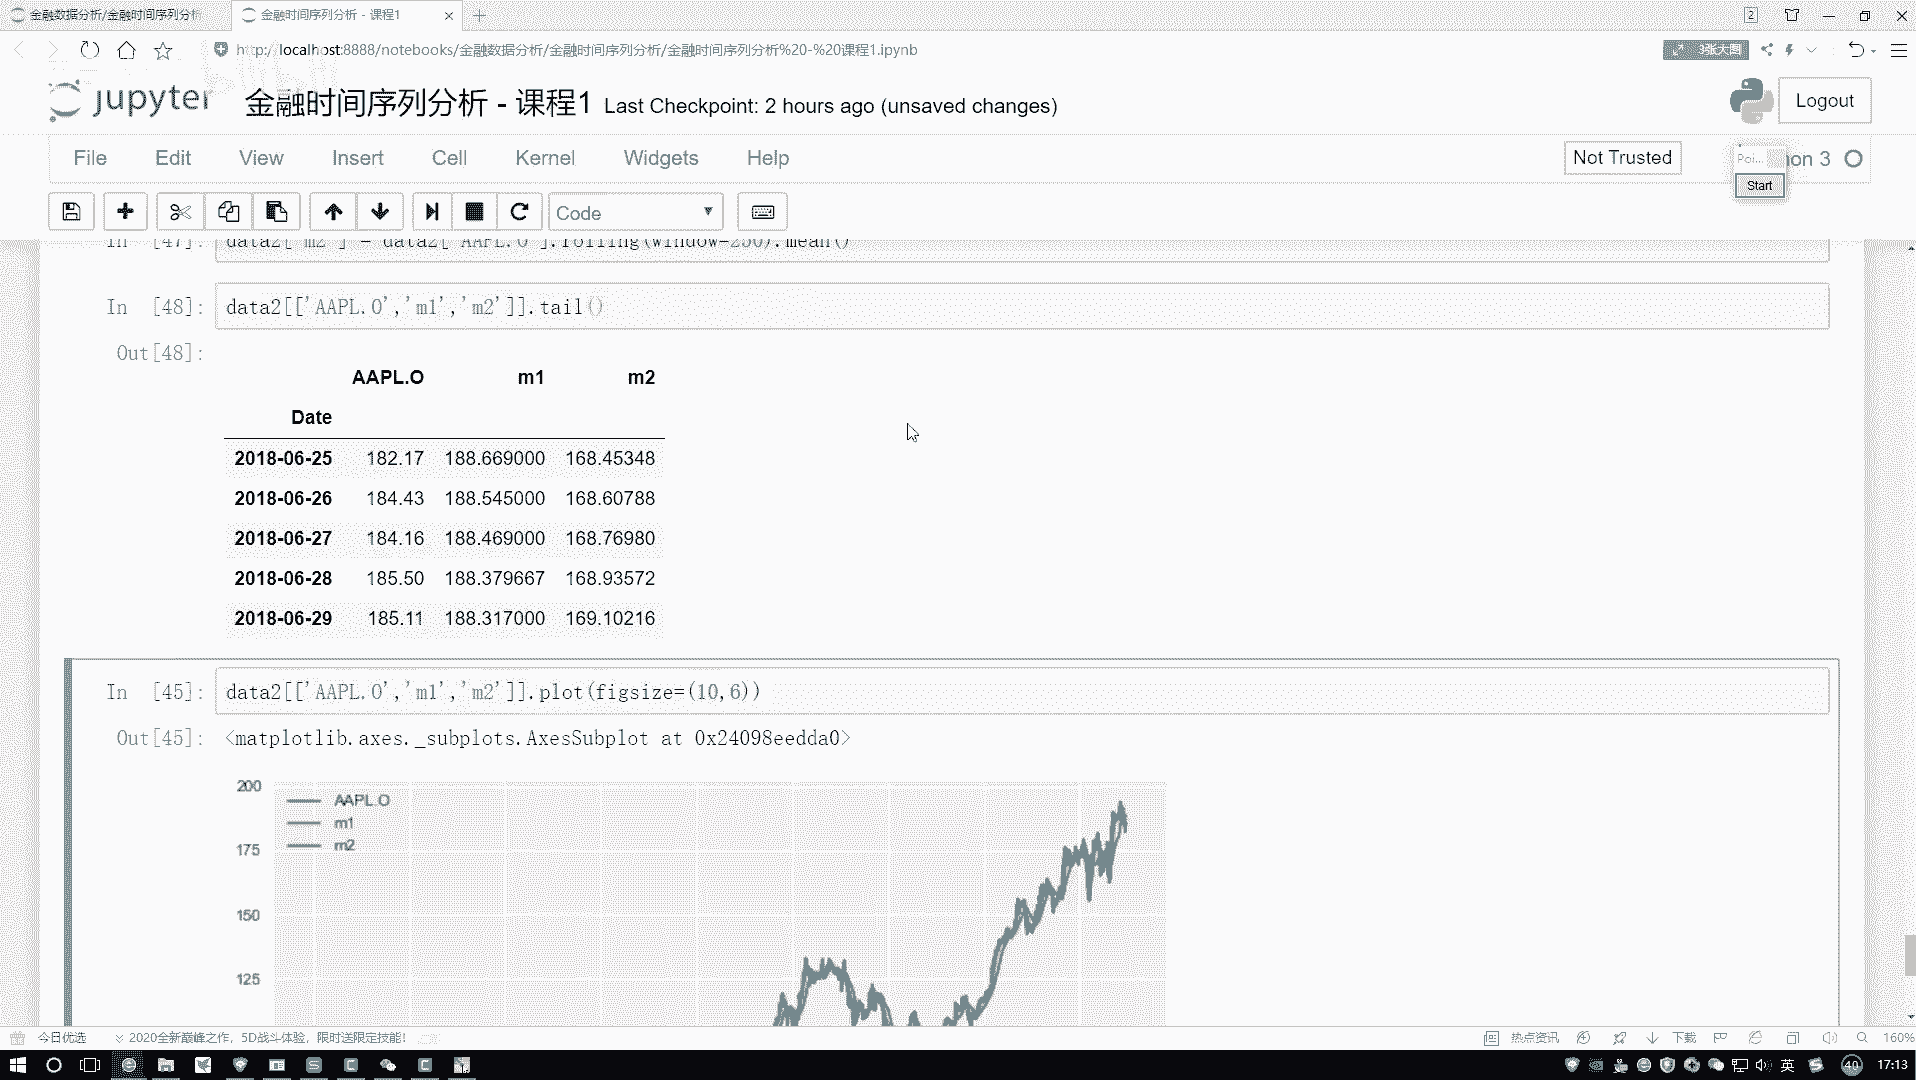 金融数据分析/金融时间序列分析
金融时间序列分析 - 课程1
2
http://localhost:8888/notebooks/金融数据分析/金融时间序列分析/金融时间序列分析%20-%20课程1.ipynb
3张大图
jupyter 金融时间序列分析 - 课程1 Last Checkpoint: 2 hours ago (unsaved changes)
Logout
File Edit View Insert Cell Kernel Widgets Help
Not Trusted
Poi...
on 3
Start
Code
In [47]: data2['m2'] = data2['AAPL.O'].rolling(window=250).mean()
In [48]: data2[['AAPL.O','m1','m2']].tail()
Out[48]:
AAPL.O m1 m2
Date
2018-06-25 182.17 188.669000 168.45348
2018-06-26 184.43 188.545000 168.60788
2018-06-27 184.16 188.469000 168.76980
2018-06-28 185.50 188.379667 168.93572
2018-06-29 185.11 188.317000 169.10216
In [45]: data2[['AAPL.O','m1','m2']].plot(figsize=(10,6))
Out[45]: <matplotlib.axes._subplots.AxesSubplot at 0x24098eedda0>
200
AAPL.O
m1
m2
175
150
125
今日优选
2020全新巅峰之作，5D战斗体验，限时送限定技能！
热点资讯
下载
160%
英
40
17:13